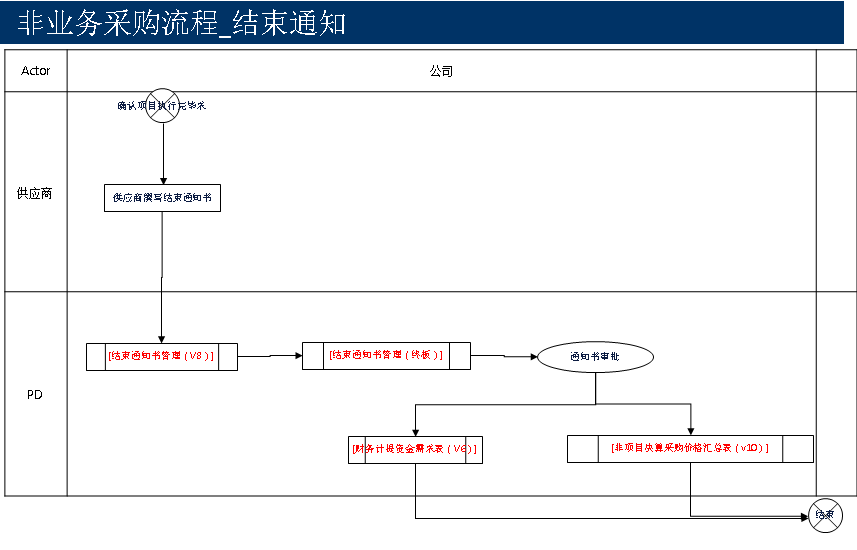 非业务采购流程_结束通知
Actor
公司
确认项目执行完毕求
供应商
供应商撰写结束通知书
[结束通知书管理（V8）]
[结束通知书管理（终板）]
通知书审批
PD
[财务计提资金需求表（V6）]
[非项目决算采购价格汇总表（v10）]
结束